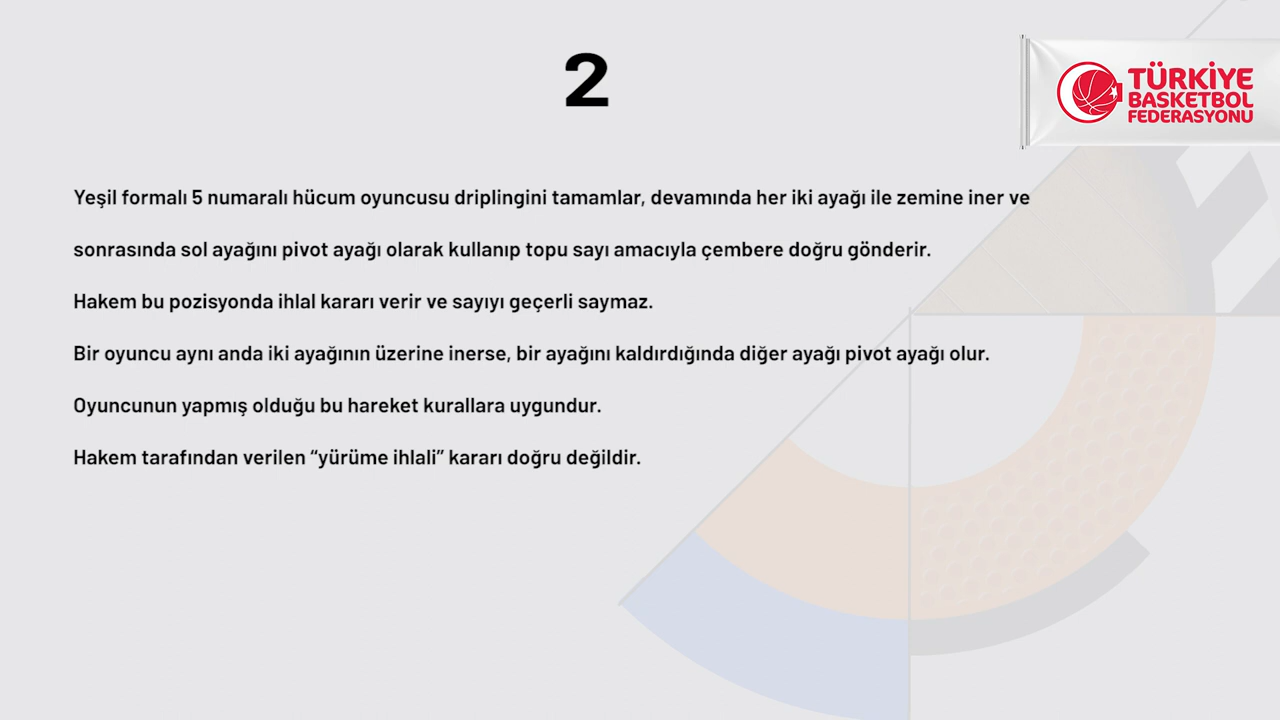 2
TÜRKİYE
BASKETBOL
FEDERASYONU
Yeşil formalı 5 numaralı hücum oyuncusu driplingini tamamlar, devamında her iki ayağı ile zemine iner ve
sonrasında sol ayağını pivot ayağı olarak kullanıp topu sayı amacıyla çembere doğru gönderir.
Hakem bu pozisyonda ihlal kararı verir ve sayıyı geçerli saymaz.
Bir oyuncu aynı anda iki ayağının üzerine inerse, bir ayağını kaldırdığında diğer ayağı pivot ayağı olur.
Oyuncunun yapmış olduğu bu hareket kurallara uygundur.
Hakem tarafından verilen “yürüme ihlali” kararı doğru değildir.